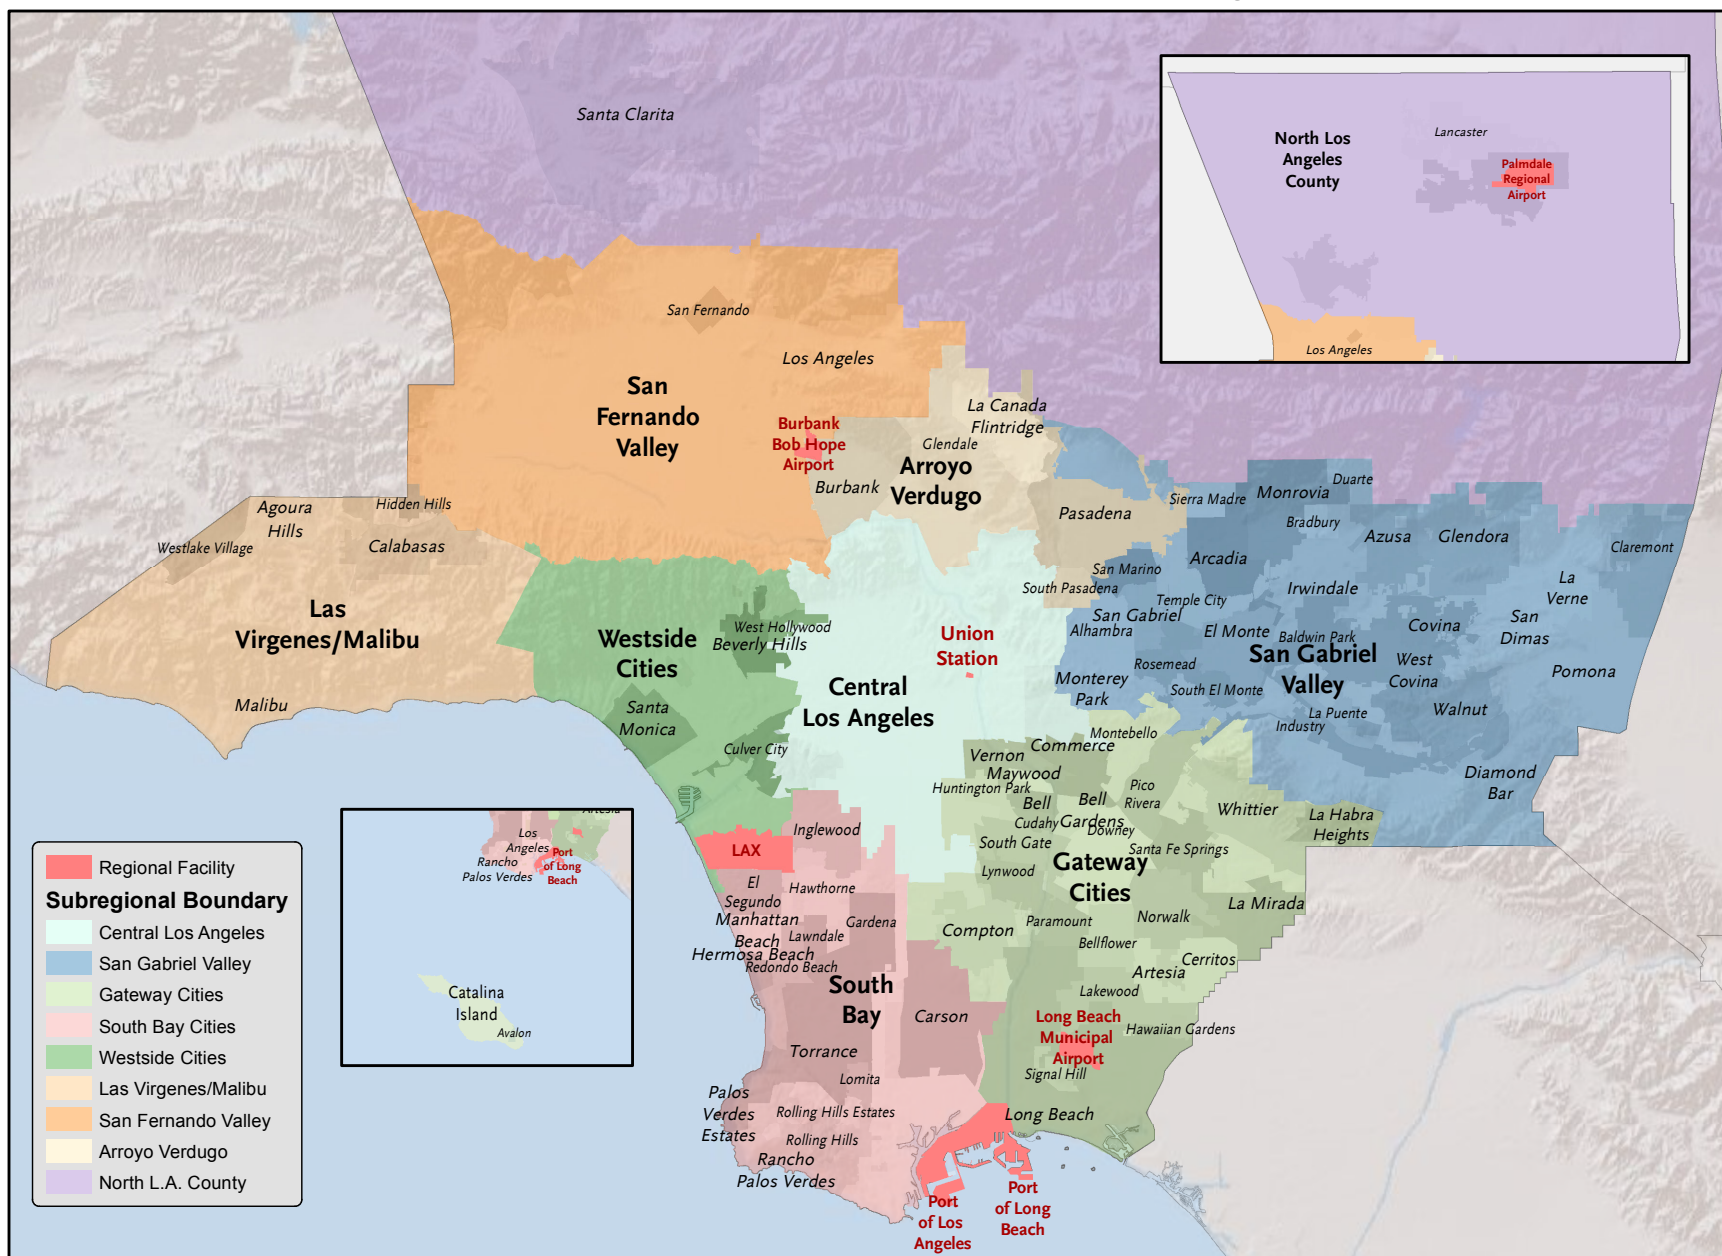 Santa Clarita
North Los
Angeles
County
Lancaster
Palmdale
Regional
Airport
Los Angeles
San Fernando
Los Angeles
San
Fernando
Valley
Burbank
Bob Hope
Airport
La Canada
Flintridge
Glendale
Arroyo
Verdugo
Burbank
Pasadena
Sierra Madre
Monrovia
Duarte
Bradbury
Azusa
Glendora
Claremont
Agoura
Hills
Hidden Hills
Westlake Village
Calabasas
Las
Virgenes/Malibu
Malibu
Arcadia
San Marino
South Pasadena
Irwindale
La
Verne
Temple City
San Gabriel
Alhambra
El Monte
Baldwin Park
Covina
San
Dimas
San Gabriel
Valley
West
Covina
Rosemead
Pomona
Monterey
Park
South El Monte
La Puente
Industry
Walnut
Diamond
Bar
Westside
Cities
West Hollywood
Beverly Hills
Santa
Monica
Culver City
Union
Station
Central
Los Angeles
Montebello
Commerce
Vernon
Maywood
Huntington Park
Bell
Cudahy
Bell
Gardens
Pico
Rivera
Downey
Whittier
La Habra
Heights
South Gate
Santa Fe Springs
Gateway
Cities
Lynwood
La Mirada
Norwalk
Paramount
Compton
Bellflower
Cerritos
Artesia
Lakewood
Hawaiian Gardens
Long Beach
Municipal
Airport
Signal Hill
Long Beach
Inglewood
LAX
El
Segundo
Hawthorne
Manhattan
Beach
Gardena
Lawndale
Hermosa Beach
Redondo Beach
South
Bay
Carson
Torrance
Lomita
Palos
Verdes
Estates
Rolling Hills Estates
Rolling Hills
Rancho
Palos Verdes
Port
of Los
Angeles
Port
of Long
Beach
Artesia
Los
Angeles
Rancho
Palos Verdes
Port
of Long
Beach
Catalina
Island
Avalon
Regional Facility
Subregional Boundary
Central Los Angeles
San Gabriel Valley
Gateway Cities
South Bay Cities
Westside Cities
Las Virgenes/Malibu
San Fernando Valley
Arroyo Verdugo
North L.A. County